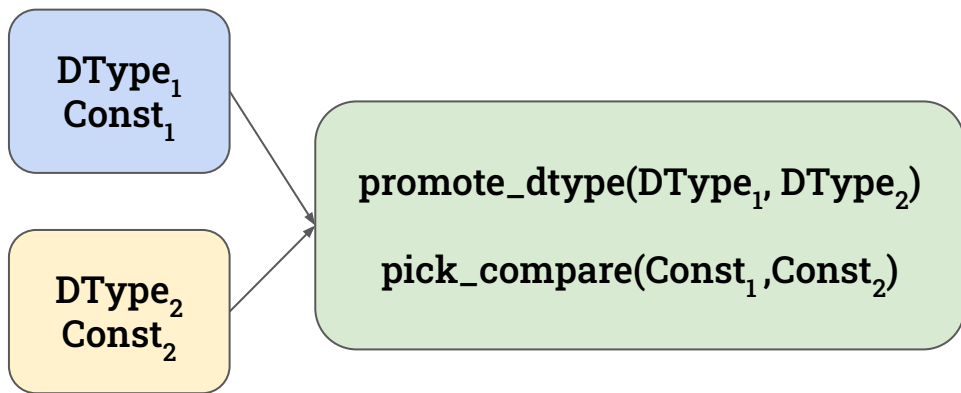 DType₁
Const₁
DType₂
Const₂
promote_dtype(DType₁, DType₂)
pick_compare(Const₁ ,Const₂)